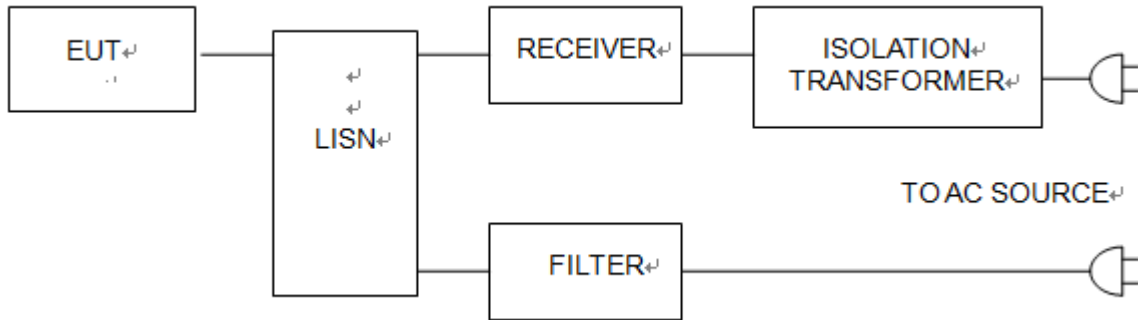 EUT
RECEIVER
ISOLATION
TRANSFORMER
LISN
TO AC SOURCE
FILTER